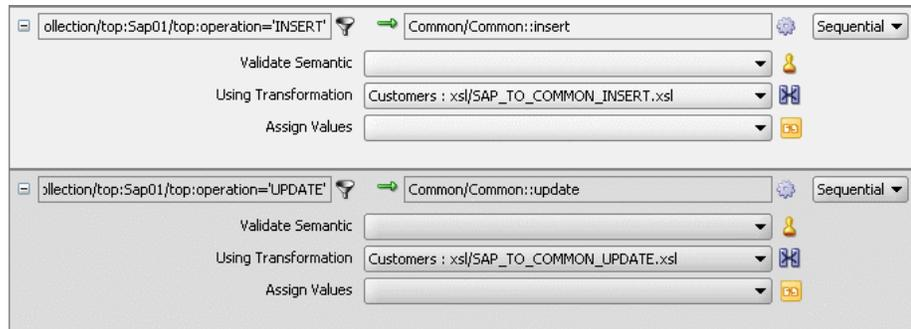 ollection/top:Sap01/top:operation='INSERT' Common/Common::insert Sequential
Validate Semantic
Using Transformation Customers : xsl/SAP_TO_COMMON_INSERT.xsl
Assign Values
ollection/top:Sap01/top:operation='UPDATE' Common/Common::update Sequential
Validate Semantic
Using Transformation Customers : xsl/SAP_TO_COMMON_UPDATE.xsl
Assign Values